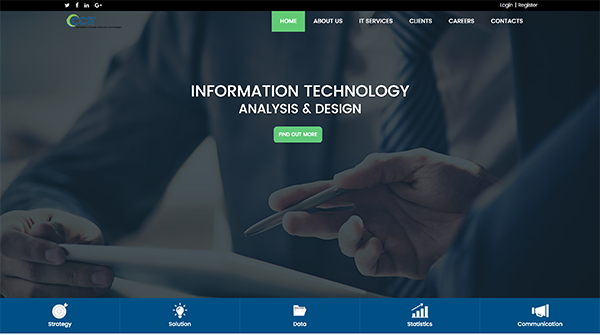 Login | Register
HOME ABOUT US IT SERVICES CLIENTS CAREERS CONTACTS
INFORMATION TECHNOLOGY
ANALYSIS & DESIGN
FIND OUT MORE
Strategy Solution Data Statistics Communication